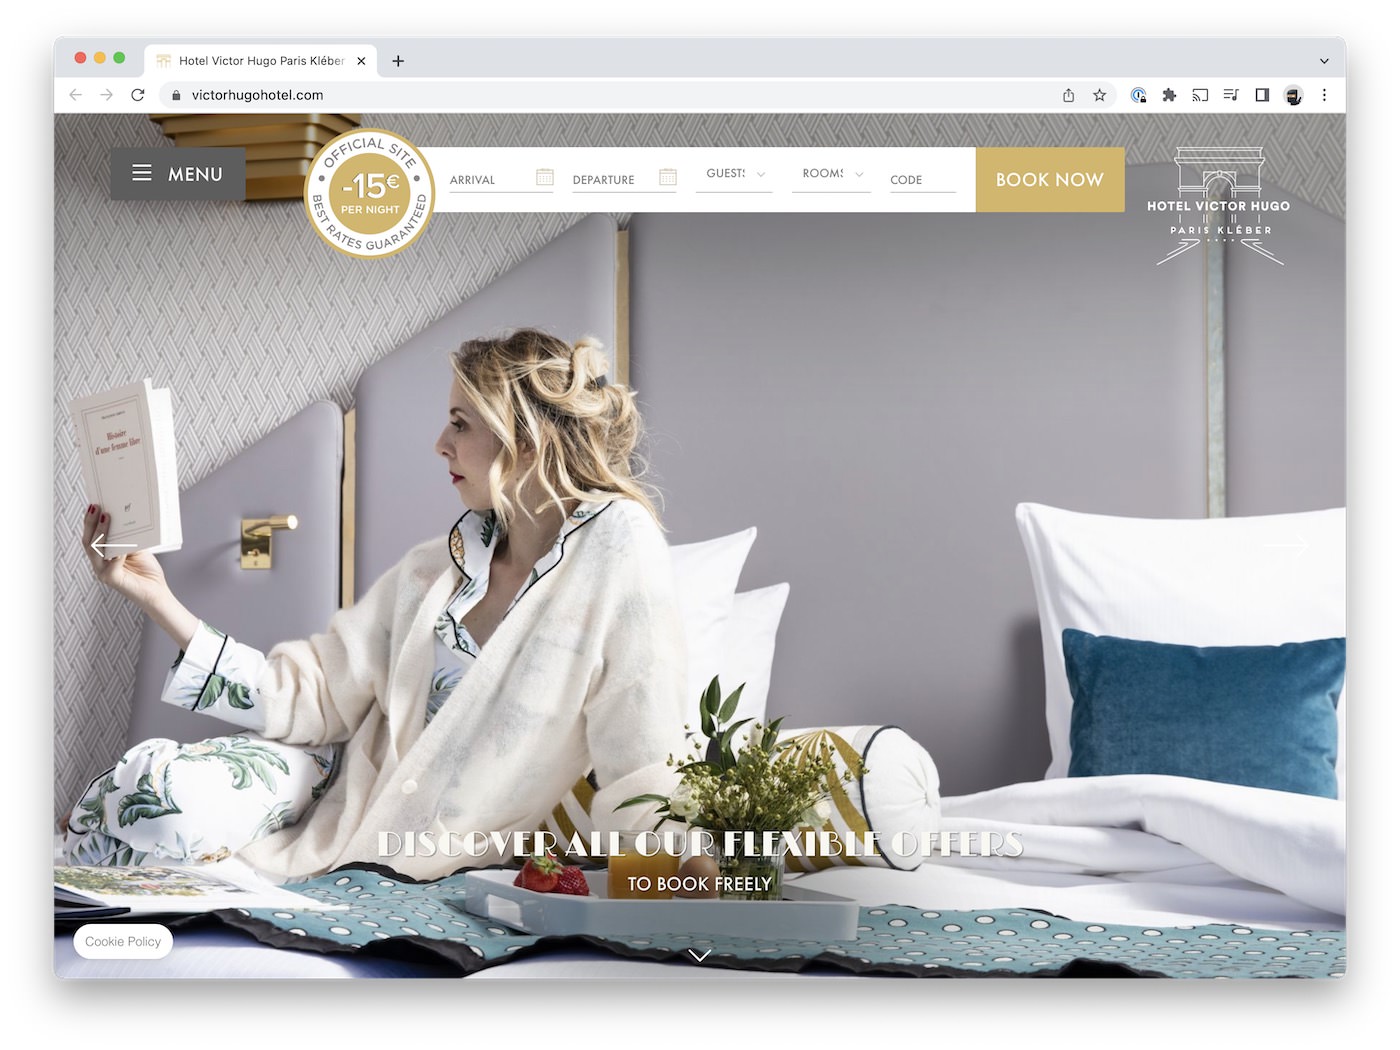 Hotel Victor Hugo Paris Kléber
victorhugohotel.com
MENU
OFFICIAL SITE
-15€
PER NIGHT
BEST RATES GUARANTEED
ARRIVAL
DEPARTURE
GUESTS
ROOMS
CODE
BOOK NOW
HOTEL VICTOR HUGO
PARIS KLÉBER
Histoire
d'une femme libre
DISCOVER ALL OUR FLEXIBLE OFFERS
TO BOOK FREELY
Cookie Policy